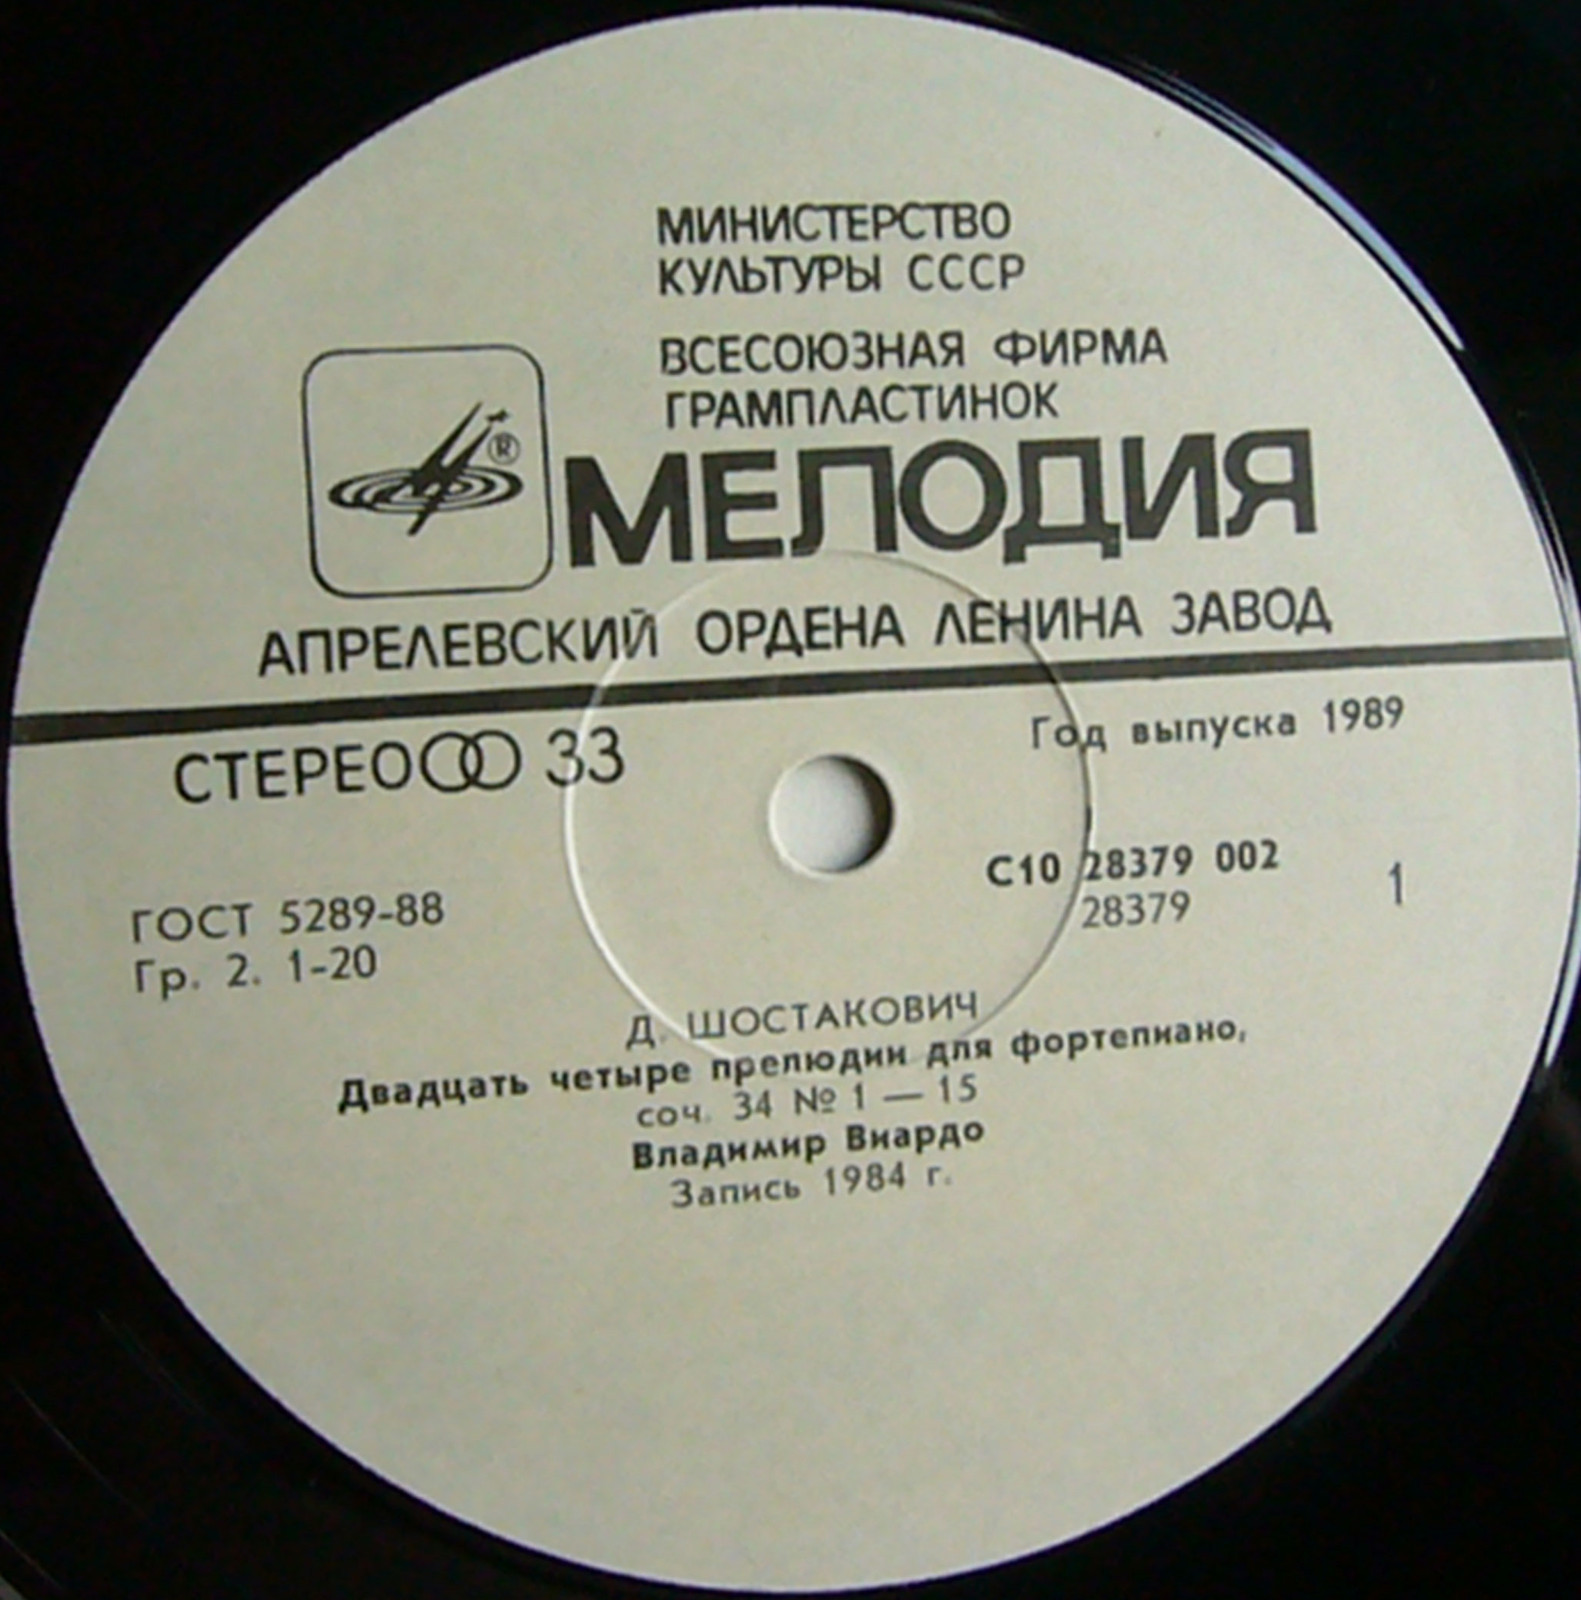 МИНИСТЕРСТВО
КУЛЬТУРЫ СССР
ВСЕСОЮЗНАЯ ФИРМА
ГРАМПЛАСТИНОК
®
МЕЛОДИЯ
АПРЕЛЕВСКИЙ ОРДЕНА ЛЕНИНА ЗАВОД
СТЕРЕО 33
Год выпуска 1989
ГОСТ 5289-88
Гр. 2. 1-20
С10 28379 002
28379
1
Д. ШОСТАКОВИЧ
Двадцать четыре прелюдии для фортепиано,
соч. 34 № 1 — 15
Владимир Виардо
Запись 1984 г.